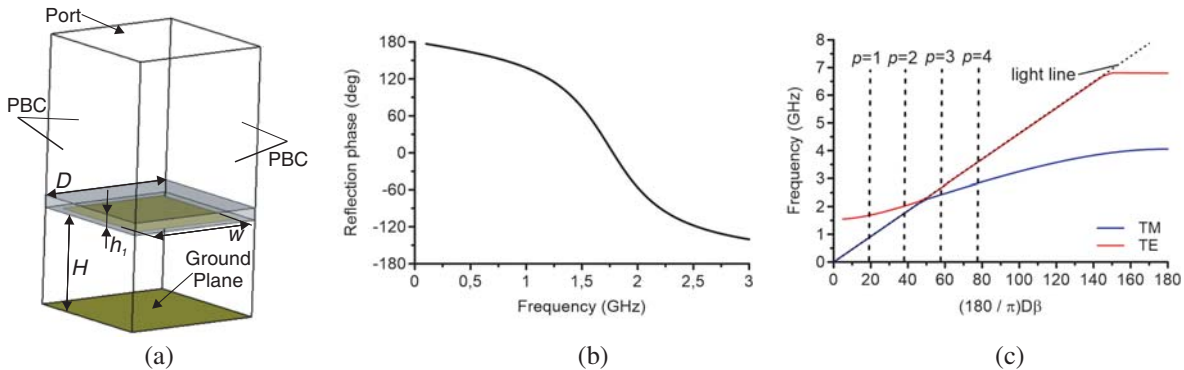 Port
PBC
PBC
D
h1
w
H
Ground
Plane
(a)
Reflection phase (deg)
180
120
60
0
-60
-120
-180
0
0,5
1
1,5
2
2,5
3
Frequency (GHz)
(b)
Frequency (GHz)
8
7
6
5
4
3
2
1
0
p=1
p=2
p=3
p=4
light line
TM
TE
0 20 40 60 80 100 120 140 160 180
(180 / π)Dβ
(c)